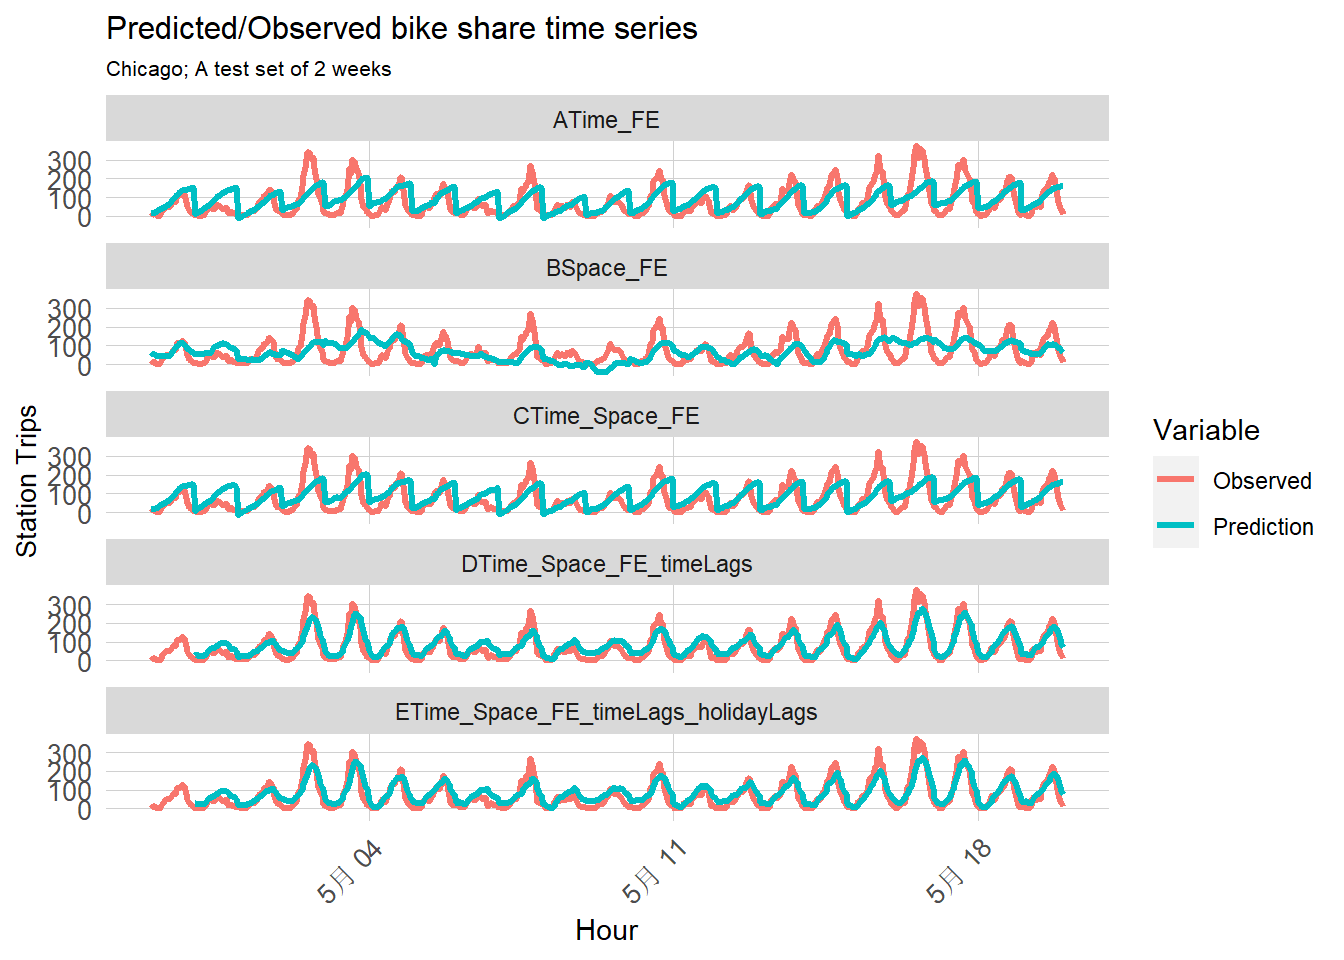 Predicted/Observed bike share time series
Chicago; A test set of 2 weeks
ATime_FE
300
200
100
0
BSpace_FE
300
200
100
0
CTime_Space_FE
300
200
100
0
DTime_Space_FE_timeLags
300
200
100
0
ETime_Space_FE_timeLags_holidayLags
300
200
100
0
5月 04
5月 11
5月 18
Hour
Station Trips
Variable
Observed
Prediction